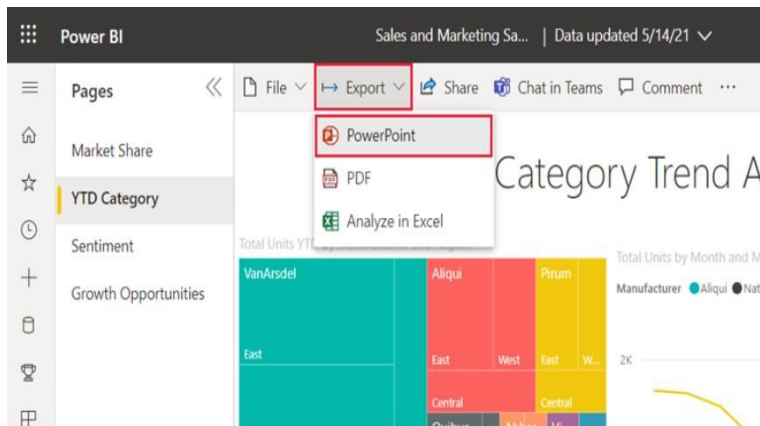 Power BI
Sales and Marketing Sa... | Data updated 5/14/21
Pages
File
Export
Share
Chat in Teams
Comment
...
PowerPoint
PDF
Analyze in Excel
Market Share
YTD Category
Sentiment
Growth Opportunities
Category Trend A
Total Units YTD
Total Units by Month and M
Manufacturer Aliqui Nat
VanArsdel
Aliqui
Pirum
East
East
West
East
W...
2K
Central
Central